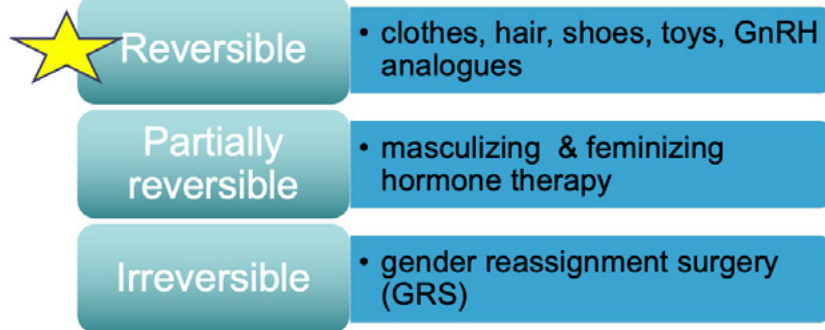 Reversible
• clothes, hair, shoes, toys, GnRH
analogues
Partially
reversible
• masculizing & feminizing
hormone therapy
Irreversible
• gender reassignment surgery
(GRS)